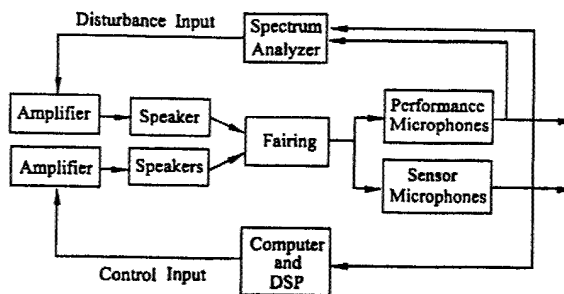 Disturbance Input
Spectrum
Analyzer
Amplifier
Speaker
Performance
Microphones
Fairing
Amplifier
Speakers
Sensor
Microphones
Control Input
Computer
and
DSP